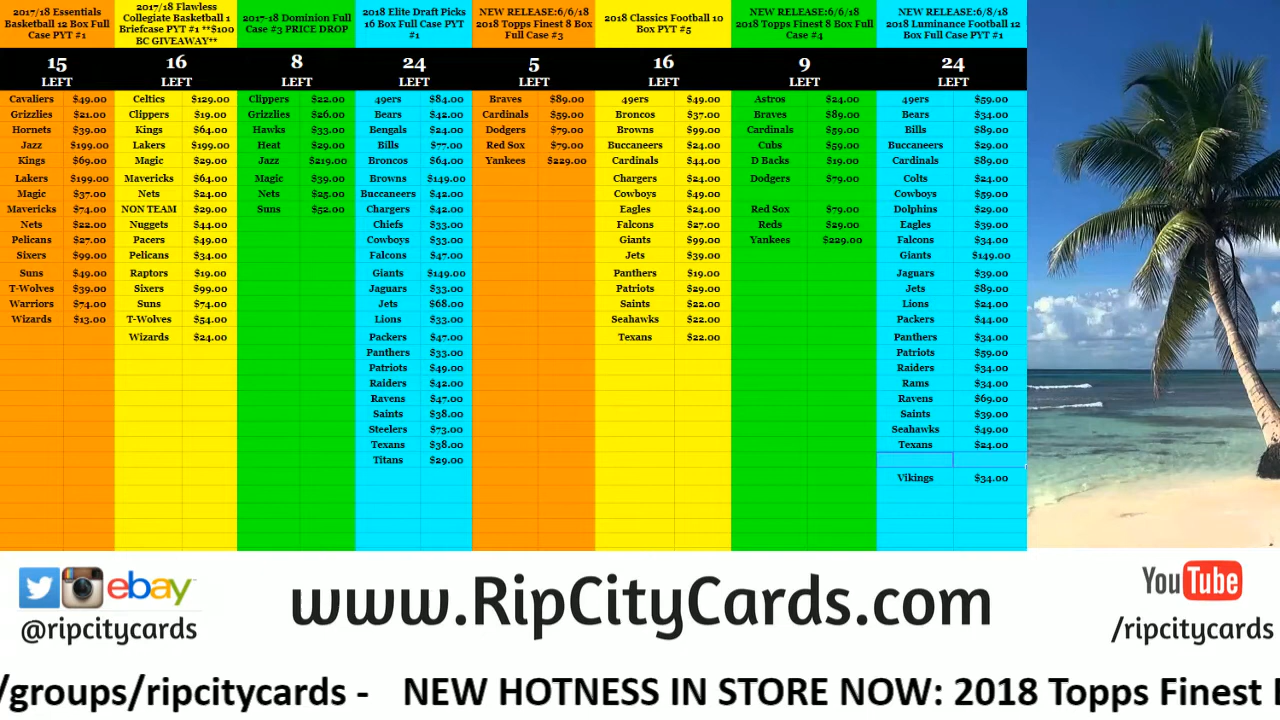 2017/18 Essentials
Basketball 12 Box Full
Case PYT #1
15
LEFT
Cavaliers $49.00
Grizzlies $21.00
Hornets $39.00
Jazz $199.00
Kings $69.00
Lakers $199.00
Magic $37.00
Mavericks $74.00
Nets $22.00
Pelicans $27.00
Sixers $99.00
Suns $49.00
T-Wolves $39.00
Warriors $74.00
Wizards $13.00
2017/18 Flawless
Collegiate Basketball 1
Briefcase PYT #1 **$100
BC GIVEAWAY**
16
LEFT
Celtics $129.00
Clippers $19.00
Kings $64.00
Lakers $199.00
Magic $29.00
Mavericks $64.00
Nets $24.00
NON TEAM $29.00
Nuggets $44.00
Pacers $49.00
Pelicans $34.00
Raptors $19.00
Sixers $99.00
Suns $74.00
T-Wolves $54.00
Wizards $24.00
2017-18 Dominion Full
Case #3 PRICE DROP
8
LEFT
Clippers $22.00
Grizzlies $26.00
Hawks $33.00
Heat $29.00
Jazz $219.00
Magic $39.00
Nets $25.00
Suns $52.00
2018 Elite Draft Picks
16 Box Full Case PYT
#1
24
LEFT
49ers $84.00
Bears $42.00
Bengals $24.00
Bills $77.00
Broncos $64.00
Browns $149.00
Buccaneers $42.00
Chargers $42.00
Chiefs $33.00
Cowboys $33.00
Falcons $47.00
Giants $149.00
Jaguars $33.00
Jets $68.00
Lions $33.00
Packers $47.00
Panthers $33.00
Patriots $49.00
Raiders $42.00
Ravens $47.00
Saints $38.00
Steelers $73.00
Texans $38.00
Titans $29.00
NEW RELEASE:6/6/18
2018 Topps Finest 8 Box
Full Case #3
5
LEFT
Braves $89.00
Cardinals $59.00
Dodgers $79.00
Red Sox $79.00
Yankees $229.00
2018 Classics Football 10
Box PYT #5
16
LEFT
49ers $49.00
Broncos $37.00
Browns $99.00
Buccaneers $24.00
Cardinals $44.00
Chargers $24.00
Cowboys $49.00
Eagles $24.00
Falcons $27.00
Giants $99.00
Jets $39.00
Panthers $19.00
Patriots $29.00
Saints $22.00
Seahawks $22.00
Texans $22.00
NEW RELEASE:6/6/18
2018 Topps Finest 8 Box Full
Case #4
9
LEFT
Astros $24.00
Braves $89.00
Cardinals $59.00
Cubs $59.00
D Backs $19.00
Dodgers $79.00
Red Sox $79.00
Reds $29.00
Yankees $229.00
NEW RELEASE:6/8/18
2018 Luminance Football 12
Box Full Case PYT #1
24
LEFT
49ers $59.00
Bears $34.00
Bills $89.00
Buccaneers $29.00
Cardinals $89.00
Colts $24.00
Cowboys $59.00
Dolphins $29.00
Eagles $39.00
Falcons $34.00
Giants $149.00
Jaguars $39.00
Jets $89.00
Lions $24.00
Packers $44.00
Panthers $34.00
Patriots $59.00
Raiders $34.00
Rams $34.00
Ravens $69.00
Saints $39.00
Seahawks $49.00
Texans $24.00
Vikings $34.00
ebay
@ripcitycards
www.RipCityCards.com
YouTube
/ripcitycards
/groups/ripcitycards - NEW HOTNESS IN STORE NOW: 2018 Topps Finest